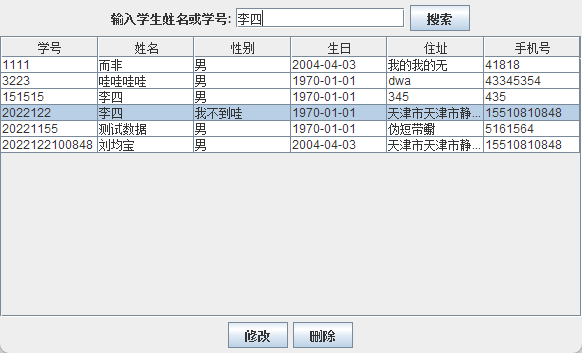 输入学生姓名或学号: 李四 搜索
学号 姓名 性别 生日 住址 手机号
1111 而非 男 2004-04-03 我的我的无 41818
3223 哇哇哇哇 男 1970-01-01 dwa 43345354
151515 李四 男 1970-01-01 345 435
2022122 李四 我不到哇 1970-01-01 天津市天津市静... 15510810848
20221155 测试数据 男 1970-01-01 伪短带 5161564
2022122100848 刘均宝 男 2004-04-03 天津市天津市静... 15510810848
修改 删除